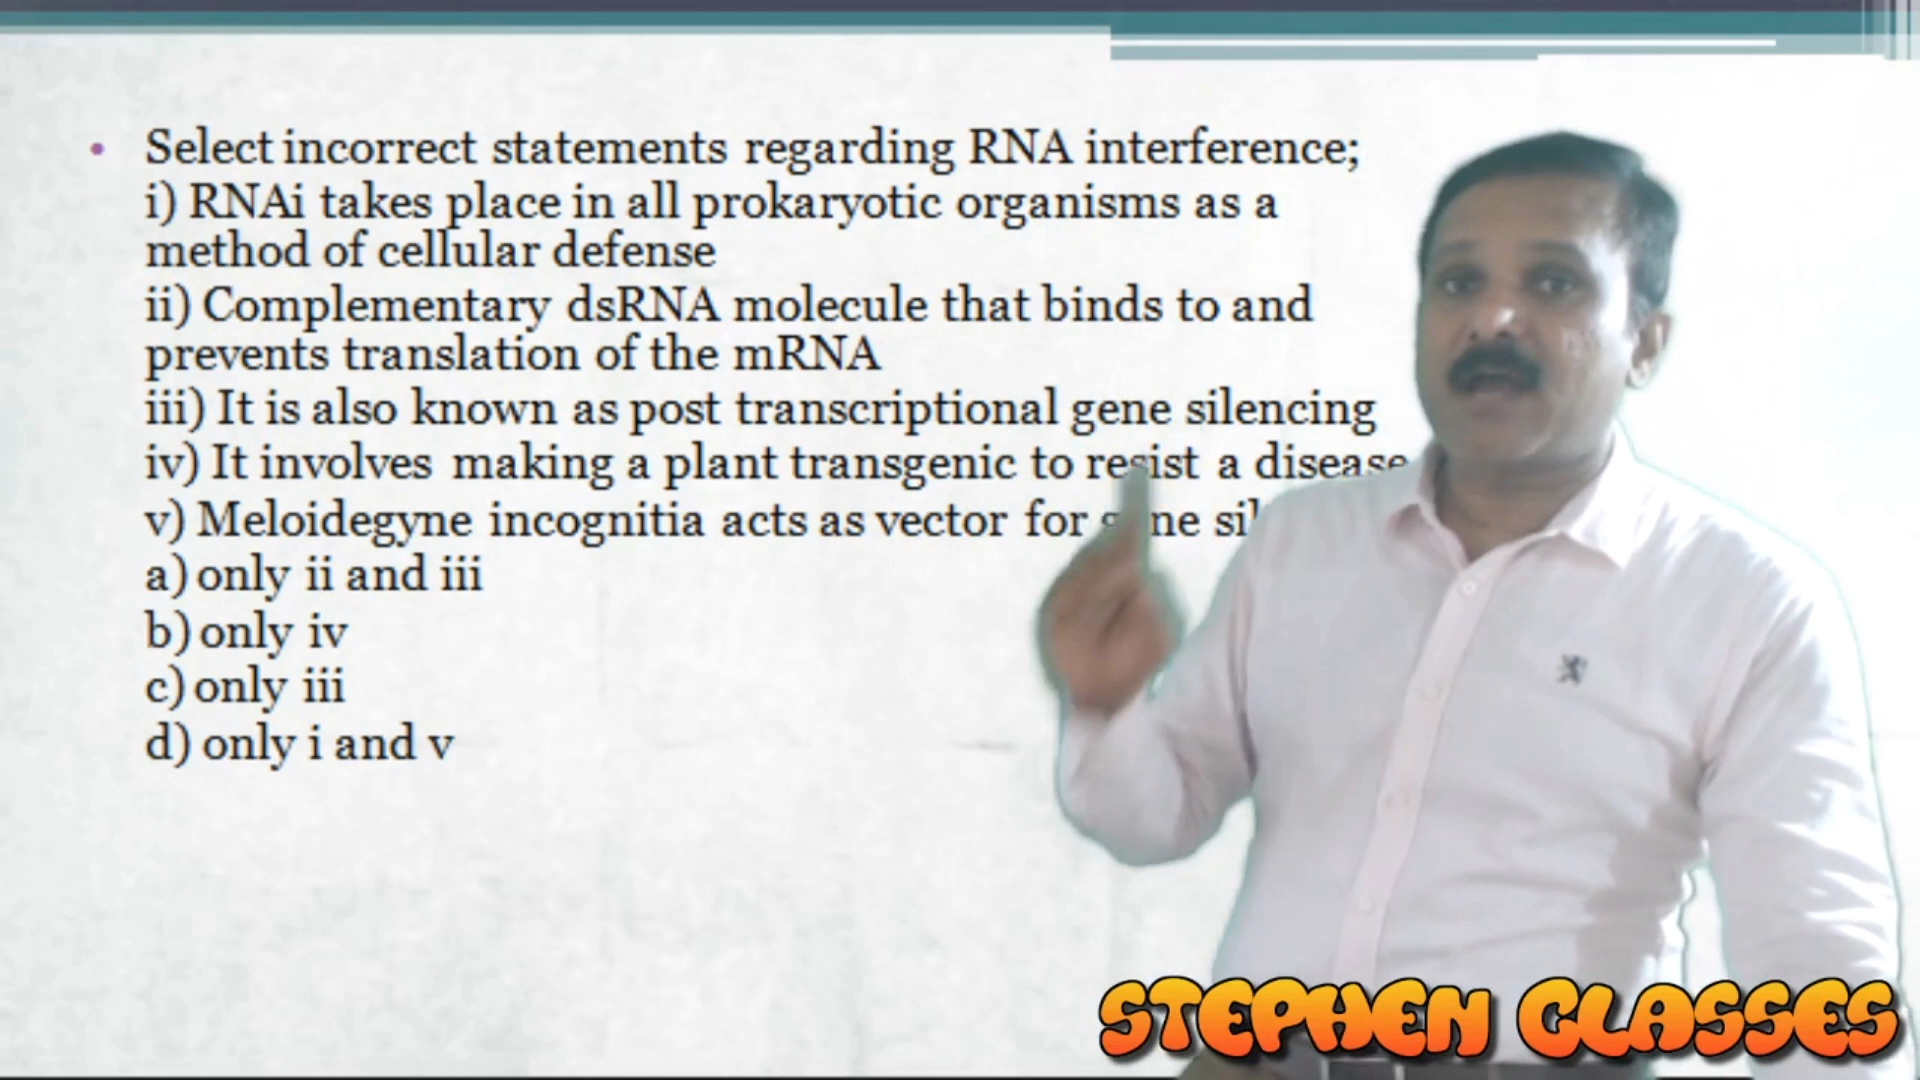 Select incorrect statements regarding RNA interference;
i) RNAi takes place in all prokaryotic organisms as a
method of cellular defense
ii) Complementary dsRNA molecule that binds to and
prevents translation of the mRNA
iii) It is also known as post transcriptional gene silencing
iv) It involves making a plant transgenic to resist a disease
v) Meloidegyne incognitia acts as vector for
a) only ii and iii
b) only iv
c) only iii
d) only i and v
STEPHEN CLASSES